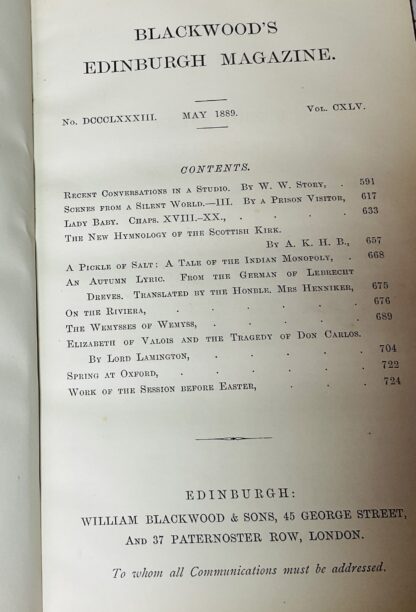 BLACKWOOD'S
EDINBURGH MAGAZINE.
No. DCCCLXXXIII. MAY 1889. Vol. CXLV.
CONTENTS.
Recent Conversations in a Studio. By W. W. Story, . 591
Scenes from a Silent World.—III. By a Prison Visitor, 617
Lady Baby. Chaps. XVIII.-XX., . . . . . 633
The New Hymnology of the Scottish Kirk.
By A. K. H. B., 657
A Pickle of Salt: A Tale of the Indian Monopoly, . 668
An Autumn Lyric. From the German of Lebrecht
Dreves. Translated by the Honble. Mrs Henniker, 675
On the Riviera, . . . . . . 676
The Wemysses of Wemyss, . . . . . 689
Elizabeth of Valois and the Tragedy of Don Carlos.
By Lord Lamington, . . . . . 704
Spring at Oxford, . . . . . . 722
Work of the Session before Easter, . . . 724
EDINBURGH:
WILLIAM BLACKWOOD & SONS, 45 GEORGE STREET,
And 37 PATERNOSTER ROW, LONDON.
To whom all Communications must be addressed.